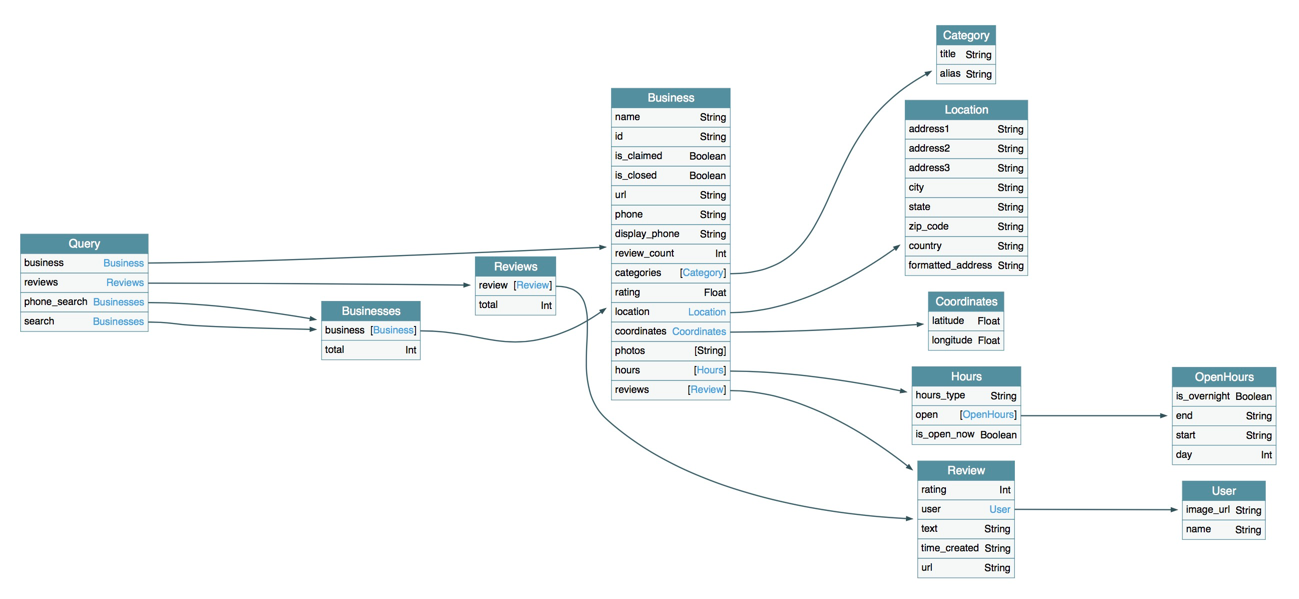 Query
business Business
reviews Reviews
phone_search Businesses
search Businesses
Businesses
business [Business]
total Int
Reviews
review [Review]
total Int
Business
name String
id String
is_claimed Boolean
is_closed Boolean
url String
phone String
display_phone String
review_count Int
categories [Category]
rating Float
location Location
coordinates Coordinates
photos [String]
hours [Hours]
reviews [Review]
Category
title String
alias String
Location
address1 String
address2 String
address3 String
city String
state String
zip_code String
country String
formatted_address String
Coordinates
latitude Float
longitude Float
Hours
hours_type String
open [OpenHours]
is_open_now Boolean
Review
rating Int
user User
text String
time_created String
url String
OpenHours
is_overnight Boolean
end String
start String
day Int
User
image_url String
name String